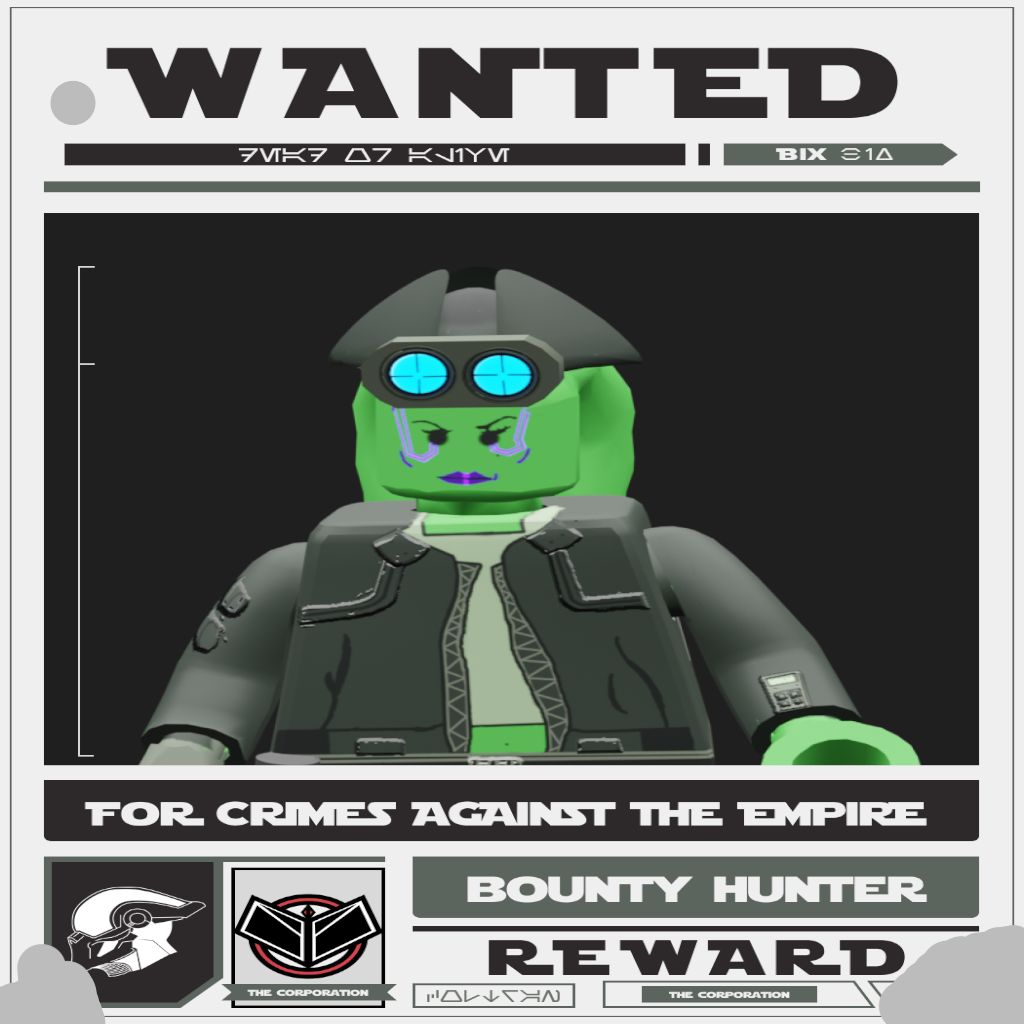 WANTED
BIX
FOR CRIMES AGAINST THE EMPIRE
BOUNTY HUNTER
REWARD
THE CORPORATION
THE CORPORATION